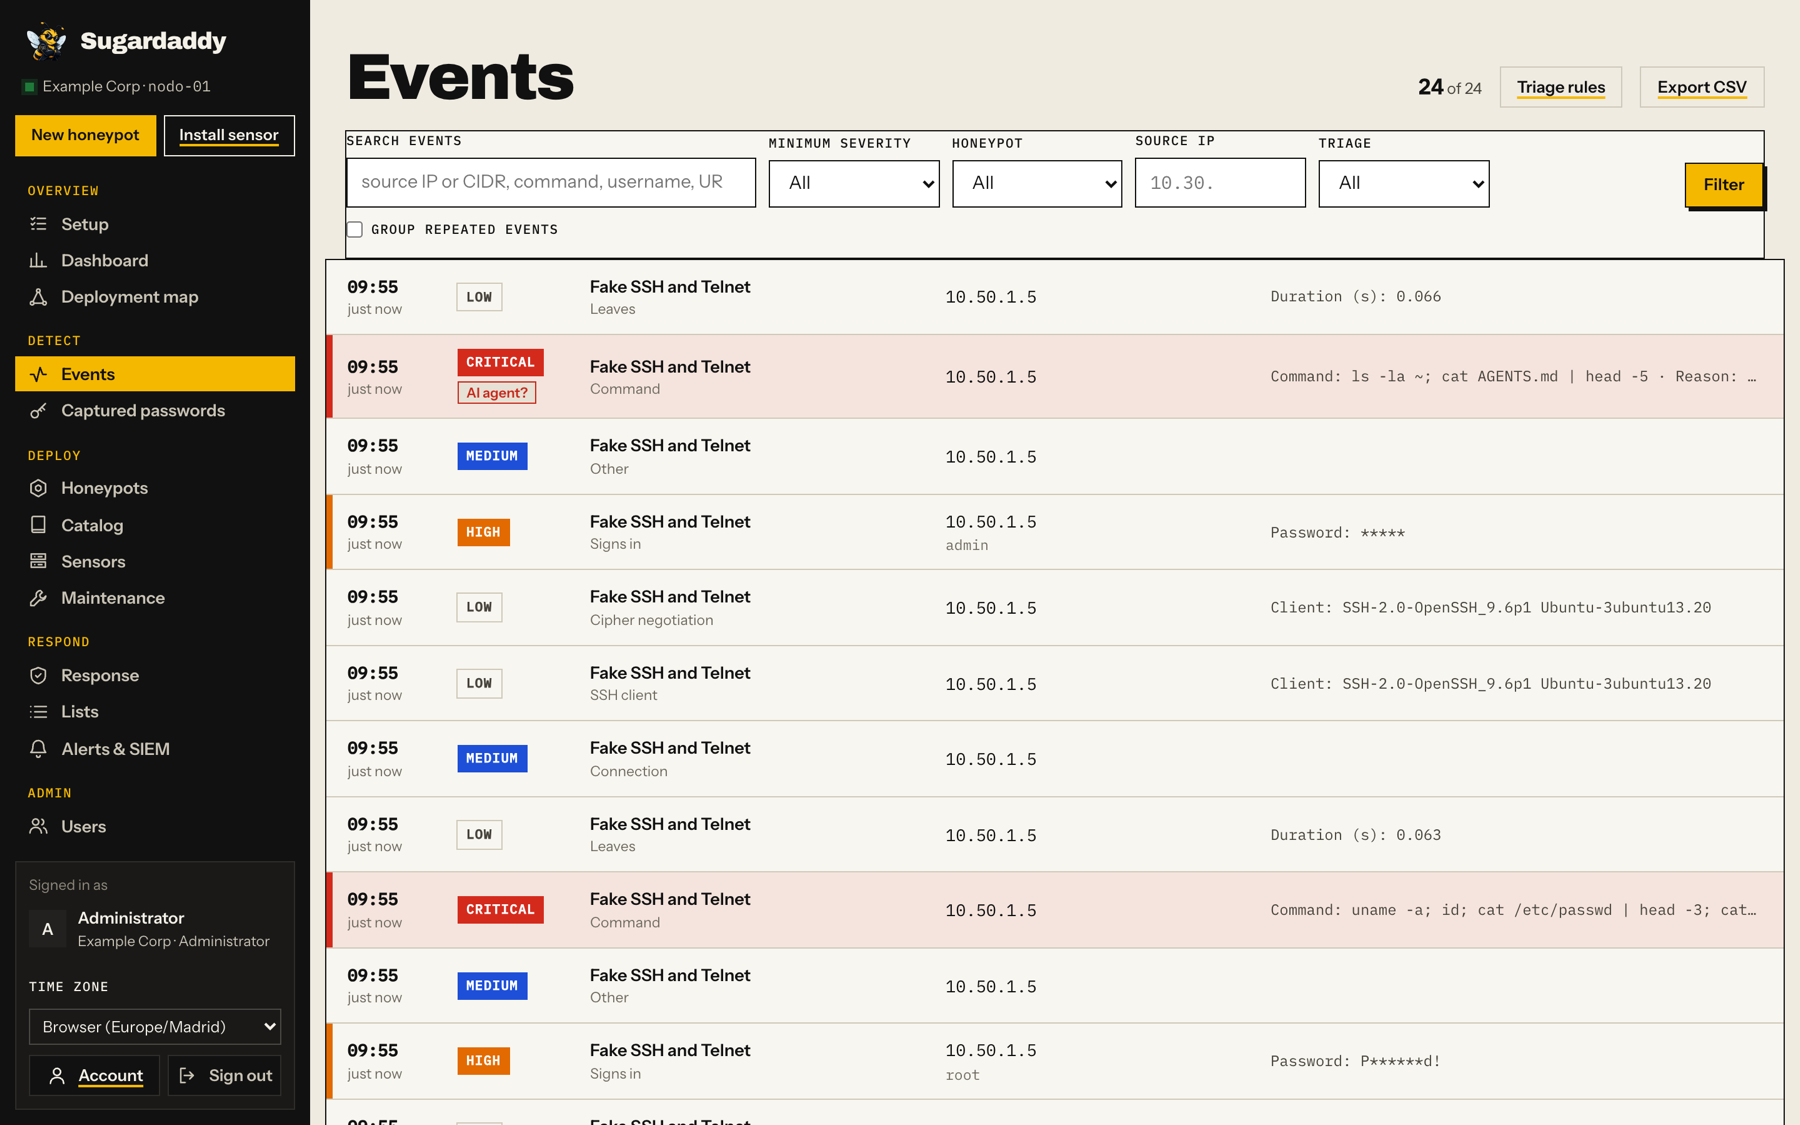 Sugardaddy
Example Corp · nodo-01
New honeypot
Install sensor
OVERVIEW
Setup
Dashboard
Deployment map
DETECT
Events
Captured passwords
DEPLOY
Honeypots
Catalog
Sensors
Maintenance
RESPOND
Response
Lists
Alerts & SIEM
ADMIN
Users
Signed in as
A
Administrator
Example Corp · Administrator
TIME ZONE
Browser (Europe/Madrid)
Account
Sign out
Events
24 of 24
Triage rules
Export CSV
SEARCH EVENTS
source IP or CIDR, command, username, UR
MINIMUM SEVERITY
All
HONEYPOT
All
SOURCE IP
10.30.
TRIAGE
All
Filter
GROUP REPEATED EVENTS
09:55 LOW Fake SSH and Telnet 10.50.1.5 Duration (s): 0.066
just now Leaves
09:55 CRITICAL Fake SSH and Telnet 10.50.1.5 Command: ls -la ~; cat AGENTS.md | head -5 · Reason: …
just now AI agent? Command
09:55 MEDIUM Fake SSH and Telnet 10.50.1.5
just now Other
09:55 HIGH Fake SSH and Telnet 10.50.1.5 Password: *****
just now Signs in admin
09:55 LOW Fake SSH and Telnet 10.50.1.5 Client: SSH-2.0-OpenSSH_9.6p1 Ubuntu-3ubuntu13.20
just now Cipher negotiation
09:55 LOW Fake SSH and Telnet 10.50.1.5 Client: SSH-2.0-OpenSSH_9.6p1 Ubuntu-3ubuntu13.20
just now SSH client
09:55 MEDIUM Fake SSH and Telnet 10.50.1.5
just now Connection
09:55 LOW Fake SSH and Telnet 10.50.1.5 Duration (s): 0.063
just now Leaves
09:55 CRITICAL Fake SSH and Telnet 10.50.1.5 Command: uname -a; id; cat /etc/passwd | head -3; cat…
just now Command
09:55 MEDIUM Fake SSH and Telnet 10.50.1.5
just now Other
09:55 HIGH Fake SSH and Telnet 10.50.1.5 Password: P******d!
just now Signs in root
09:55 Fake SSH and Telnet